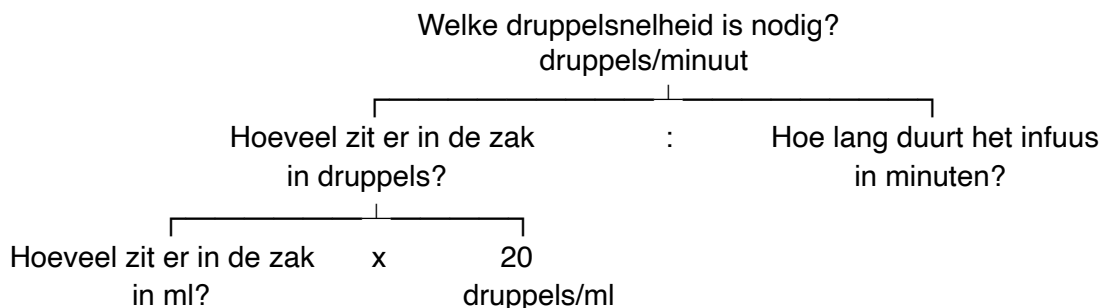 Welke druppelsnelheid is nodig?
druppels/minuut
Hoeveel zit er in de zak : Hoe lang duurt het infuus
in druppels? in minuten?
Hoeveel zit er in de zak x 20
in ml? druppels/ml